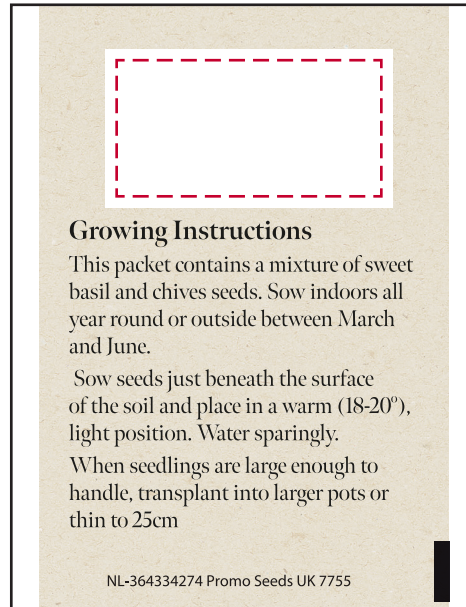 Growing Instructions
This packet contains a mixture of sweet
basil and chives seeds. Sow indoors all
year round or outside between March
and June.
Sow seeds just beneath the surface
of the soil and place in a warm (18-20º),
light position. Water sparingly.
When seedlings are large enough to
handle, transplant into larger pots or
thin to 25cm
NL-364334274 Promo Seeds UK 7755